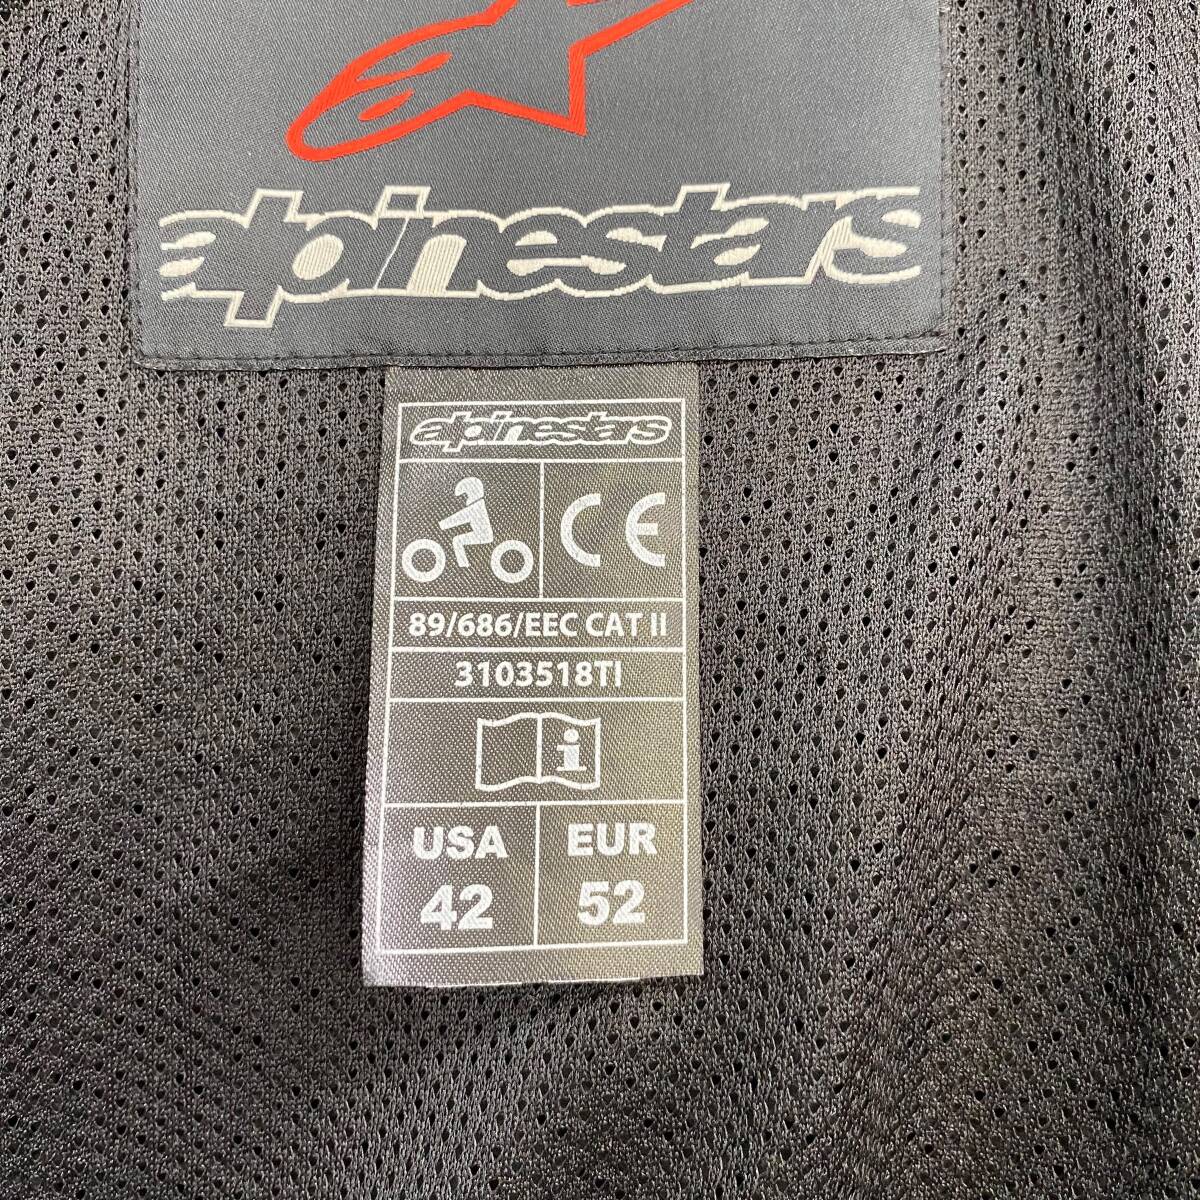 alpinestars
alpinestars
CE
89/686/EEC CAT II
3103518TI
i
USA EUR
42 52